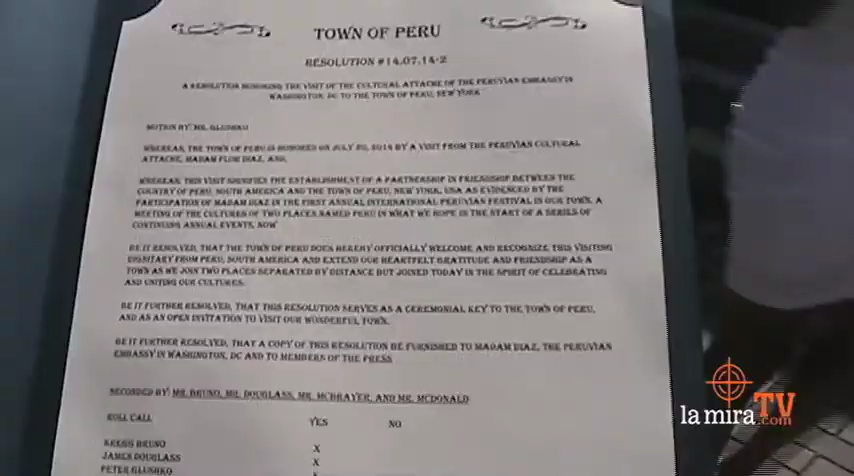 TOWN OF PERU
RESOLUTION #14.07.14-2
A RESOLUTION HONORING THE VISIT OF THE CULTURAL ATTACHE OF THE PERUVIAN EMBASSY IN
WASHINGTON, DC TO THE TOWN OF PERU, NEW YORK
MOTION BY: MR. GLUSHKO
WHEREAS, THE TOWN OF PERU IS HONORED ON JULY 20, 2014 BY A VISIT FROM THE PERUVIAN CULTURAL
ATTACHE, MADAM FLOR DIAZ, AND,
WHEREAS, THIS VISIT SIGNIFIES THE ESTABLISHMENT OF A PARTNERSHIP IN FRIENDSHIP BETWEEN THE
COUNTRY OF PERU, SOUTH AMERICA AND THE TOWN OF PERU, NEW YORK, USA AS EVIDENCED BY THE
PARTICIPATION OF MADAM DIAZ IN THE FIRST ANNUAL INTERNATIONAL PERUVIAN FESTIVAL IN OUR TOWN, A
MEETING OF THE CULTURES OF TWO PLACES NAMED PERU IN WHAT WE HOPE IS THE START OF A SERIES OF
CONTINUING ANNUAL EVENTS, NOW
BE IT RESOLVED, THAT THE TOWN OF PERU DOES HEREBY OFFICIALLY WELCOME AND RECOGNIZE THIS VISITING
DIGNITARY FROM PERU, SOUTH AMERICA AND EXTEND OUR HEARTFELT GRATITUDE AND FRIENDSHIP AS A
TOWN AS WE JOIN TWO PLACES SEPARATED BY DISTANCE BUT JOINED TODAY IN THE SPIRIT OF CELEBRATING
AND UNITING OUR CULTURES.
BE IT FURTHER RESOLVED, THAT THIS RESOLUTION SERVES AS A CEREMONIAL KEY TO THE TOWN OF PERU,
AND AS AN OPEN INVITATION TO VISIT OUR WONDERFUL TOWN.
BE IT FURTHER RESOLVED, THAT A COPY OF THIS RESOLUTION BE FURNISHED TO MADAM DIAZ, THE PERUVIAN
EMBASSY IN WASHINGTON, DC AND TO MEMBERS OF THE PRESS.
SECONDED BY: MR. BRUNO, MR. DOUGLASS, MR. MCBRAYER, AND MR. MCDONALD
ROLL CALL YES NO
KREGG BRUNO X
JAMES DOUGLASS X
PETER GLUSHKO
la mira TV
.com